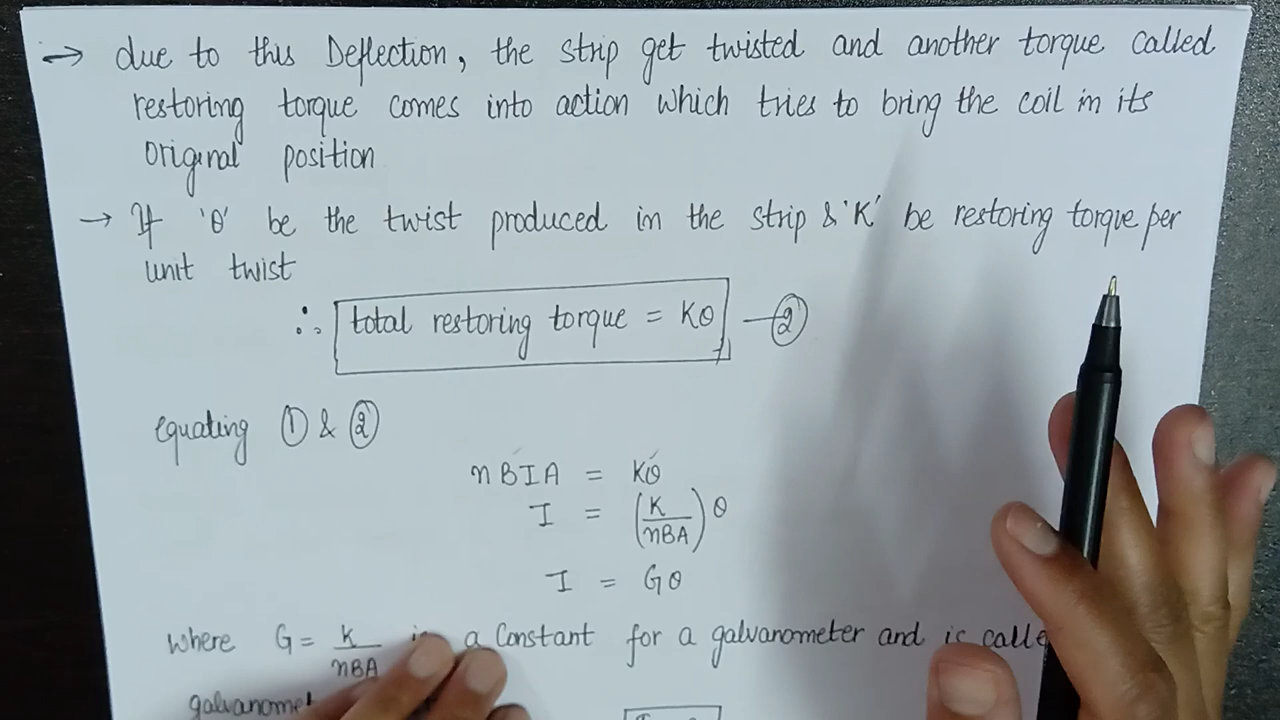 → due to this Deflection, the strip get twisted and another torque called
restoring torque comes into action which tries to bring the coil in its
Original position
→ If 'θ' be the twist produced in the strip & 'K' be restoring torque per
unit twist
∴ total restoring torque = Kθ — ②
equating ① & ②
nBIA = Kθ
I = (K/nBA) θ
I = Gθ
where G = K/nBA is a Constant for a galvanometer and is